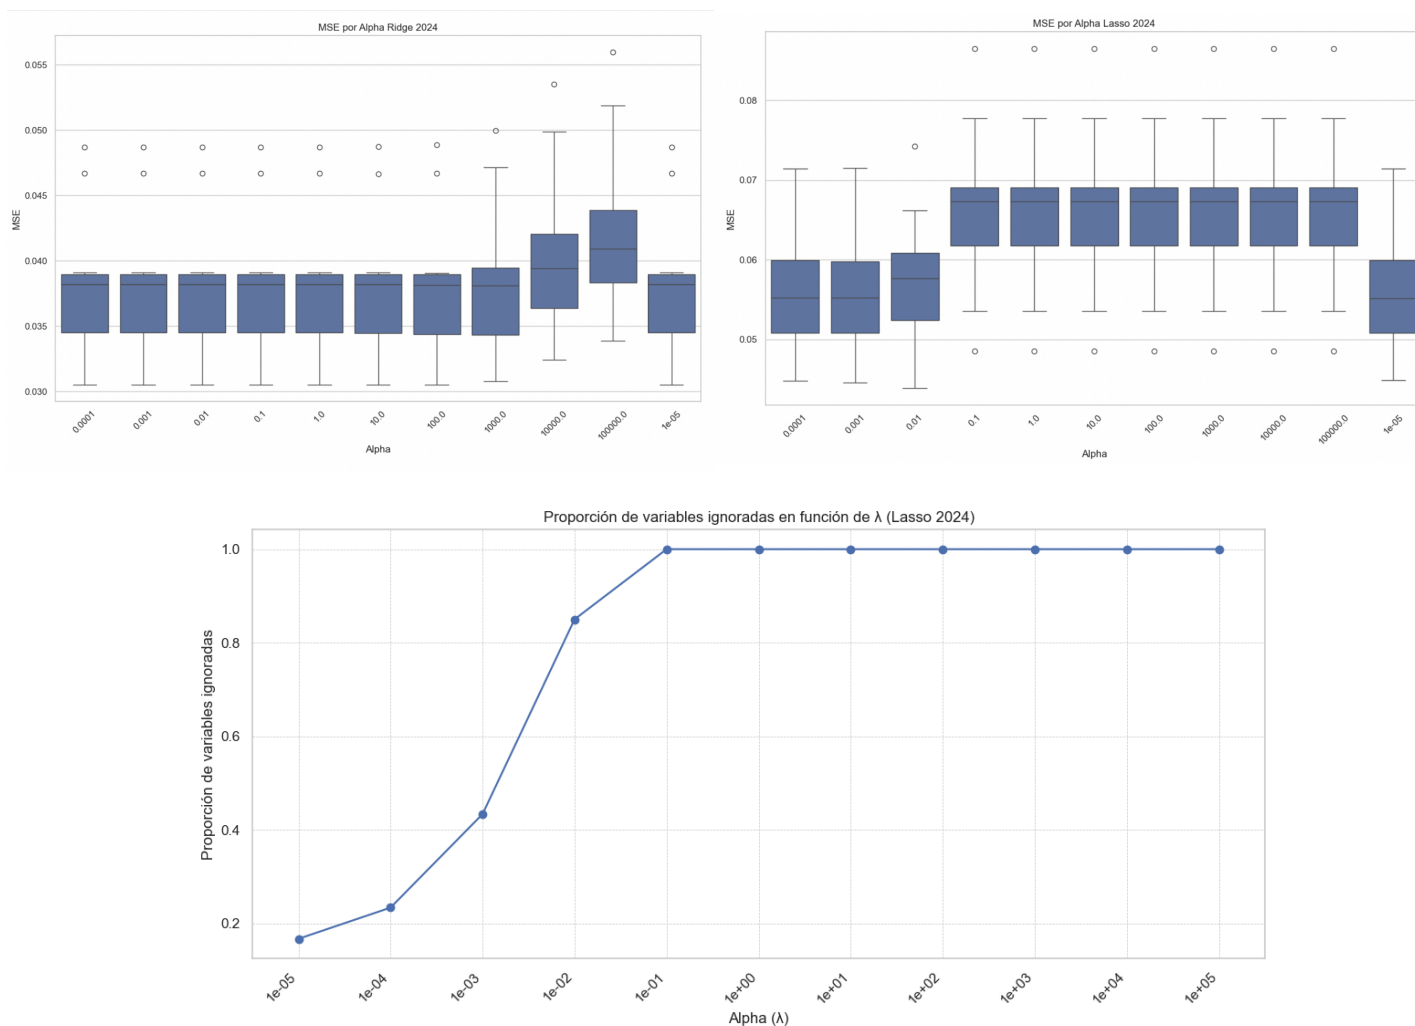 MSE por Alpha Ridge 2024
0.055
0.050
0.045
0.040
0.035
0.030
MSE
0.0001
0.001
0.01
0.1
1.0
10.0
100.0
1000.0
10000.0
100000.0
1e-05
Alpha
MSE por Alpha Lasso 2024
0.08
0.07
0.06
0.05
MSE
0.0001
0.001
0.01
0.1
1.0
10.0
100.0
1000.0
10000.0
100000.0
1e-05
Alpha
Proporción de variables ignoradas en función de λ (Lasso 2024)
1.0
0.8
0.6
0.4
0.2
Proporción de variables ignoradas
1e-05
1e-04
1e-03
1e-02
1e-01
1e+00
1e+01
1e+02
1e+03
1e+04
1e+05
Alpha (λ)